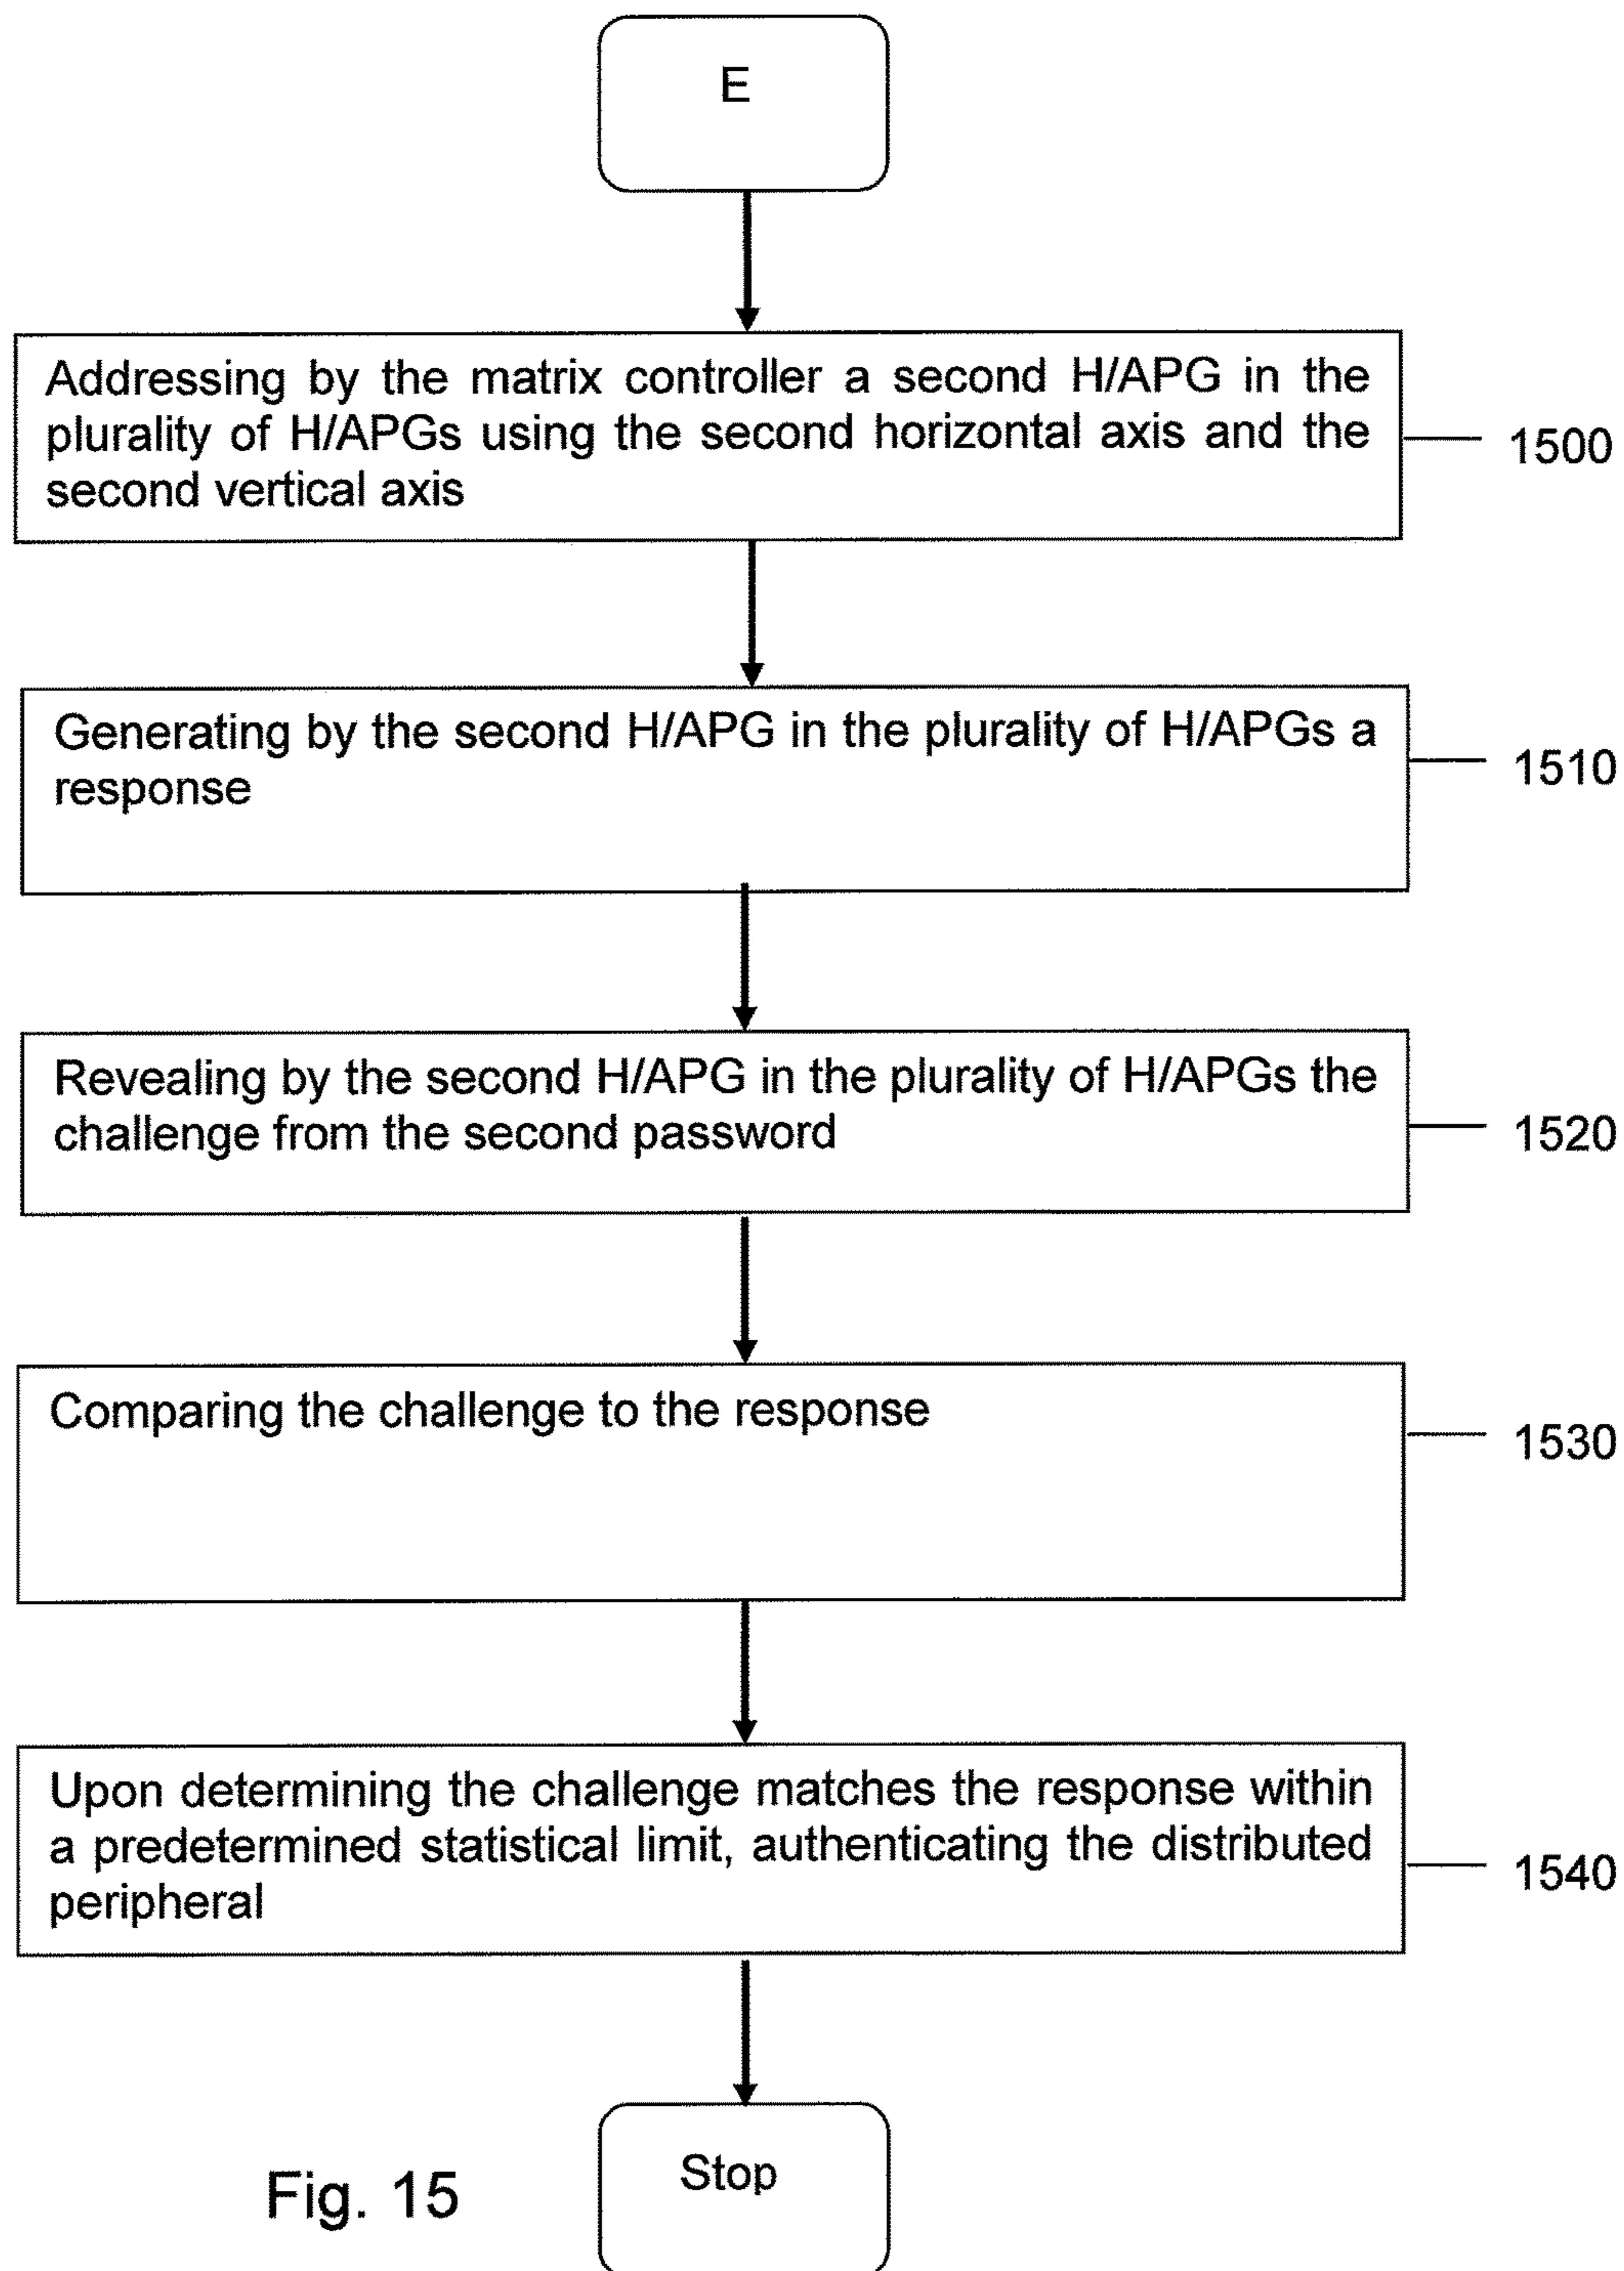 E
Addressing by the matrix controller a second H/APG in the
plurality of H/APGs using the second horizontal axis and the
second vertical axis
1500
Generating by the second H/APG in the plurality of H/APGs a
response
1510
Revealing by the second H/APG in the plurality of H/APGs the
challenge from the second password
1520
Comparing the challenge to the response
1530
Upon determining the challenge matches the response within
a predetermined statistical limit, authenticating the distributed
peripheral
1540
Stop
Fig. 15